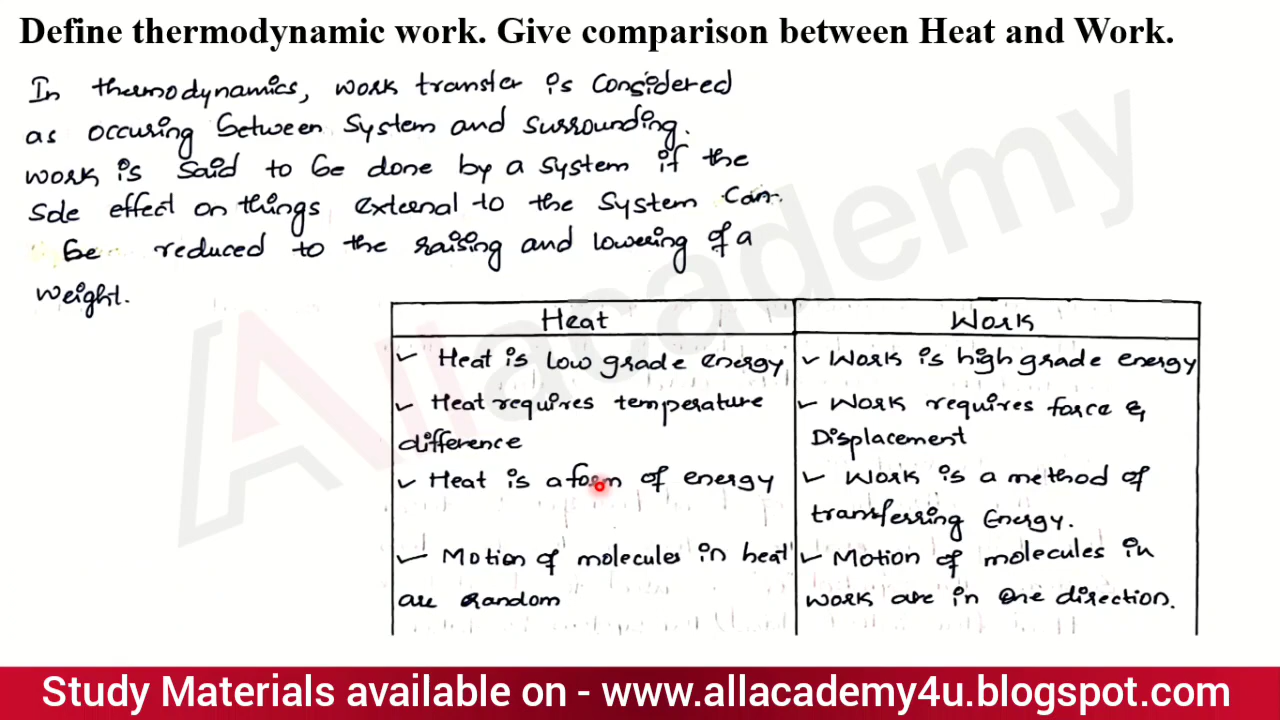 Define thermodynamic work. Give comparison between Heat and Work.
In thermodynamics, work transfer is considered
as occuring between system and surrounding.
work is said to be done by a system if the
sole effect on things external to the system can
be reduced to the raising and lowering of a
weight.
Heat
Work
Heat is low grade energy
Work is high grade energy
Heat requires temperature
difference
Work requires force &
Displacement
Heat is a form of energy
Work is a method of
transferring Energy.
Motion of molecules in heat
are random
Motion of molecules in
work are in one direction.
Allacademy
Study Materials available on - www.allacademy4u.blogspot.com